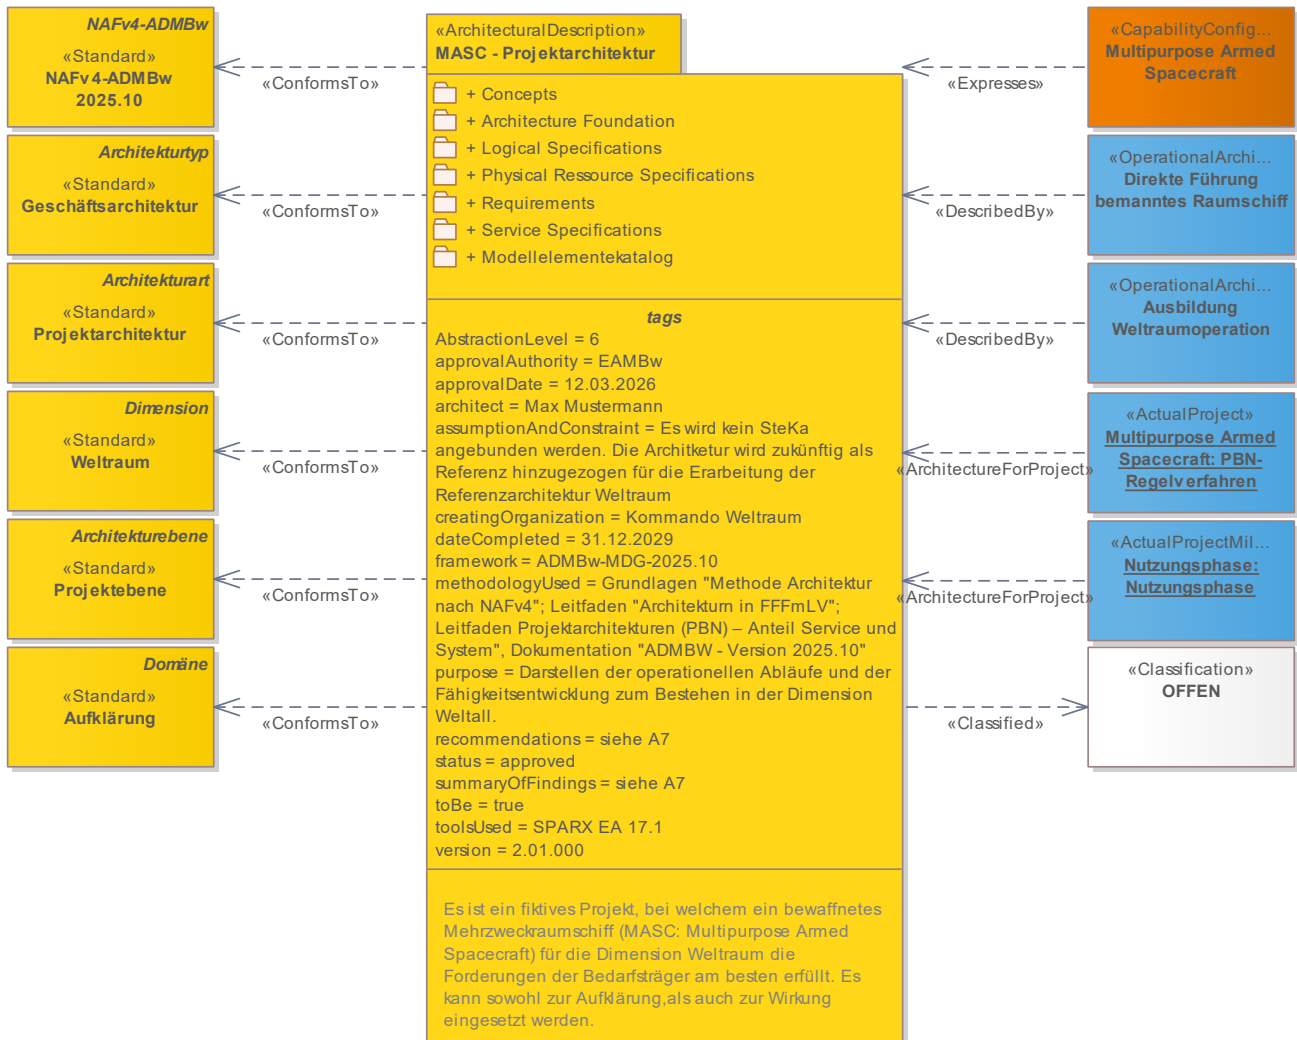 NAFv4-ADMBw
«Standard»
NAFv4-ADMBw
2025.10
Architekturtyp
«Standard»
Geschäftsarchitektur
Architekturart
«Standard»
Projektarchitektur
Dimension
«Standard»
Weltraum
Architekturebene
«Standard»
Projektebene
Domäne
«Standard»
Aufklärung
«ConformsTo»
«ConformsTo»
«ConformsTo»
«ConformsTo»
«ConformsTo»
«ConformsTo»
«ArchitecturalDescription»
MASC - Projektarchitektur
+ Concepts
+ Architecture Foundation
+ Logical Specifications
+ Physical Ressource Specifications
+ Requirements
+ Service Specifications
+ Modellelementekatalog
tags
AbstractionLevel = 6
approvalAuthority = EAMBw
approvalDate = 12.03.2026
architect = Max Mustermann
assumptionAndConstraint = Es wird kein SteKa
angebunden werden. Die Architketur wird zukünftig als
Referenz hinzugezogen für die Erarbeitung der
Referenzarchitektur Weltraum
creatingOrganization = Kommando Weltraum
dateCompleted = 31.12.2029
framework = ADMBw-MDG-2025.10
methodologyUsed = Grundlagen "Methode Architektur
nach NAFv4"; Leitfaden "Architekturn in FFFmLV";
Leitfaden Projektarchitekturen (PBN) – Anteil Service und
System", Dokumentation "ADMBW - Version 2025.10"
purpose = Darstellen der operationellen Abläufe und der
Fähigkeitsentwicklung zum Bestehen in der Dimension
Weltall.
recommendations = siehe A7
status = approved
summaryOfFindings = siehe A7
toBe = true
toolsUsed = SPARX EA 17.1
version = 2.01.000
Es ist ein fiktives Projekt, bei welchem ein bewaffnetes
Mehrzweckraumschiff (MASC: Multipurpose Armed
Spacecraft) für die Dimension Weltraum die
Forderungen der Bedarfsträger am besten erfüllt. Es
kann sowohl zur Aufklärung,als auch zur Wirkung
eingesetzt werden.
«Expresses»
«DescribedBy»
«DescribedBy»
«ArchitectureForProject»
«ArchitectureForProject»
«Classified»
«CapabilityConfig...
Multipurpose Armed
Spacecraft
«OperationalArchi...
Direkte Führung
bemanntes Raumschiff
«OperationalArchi...
Ausbildung
Weltraumoperation
«ActualProject»
Multipurpose Armed
Spacecraft: PBN-
Regelverfahren
«ActualProjectMil...
Nutzungsphase:
Nutzungsphase
«Classification»
OFFEN